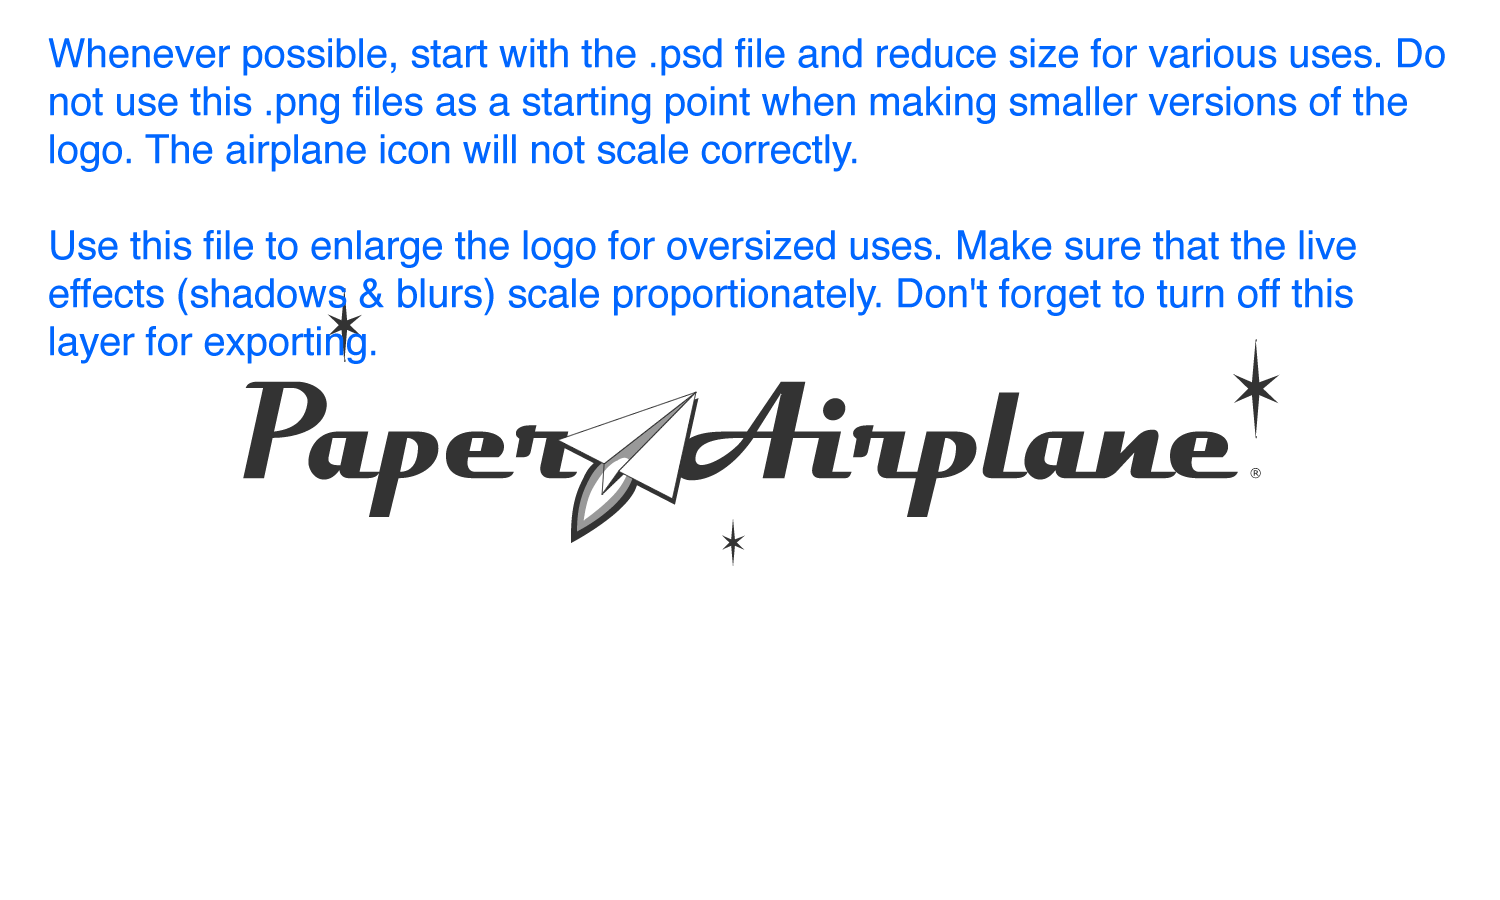 Whenever possible, start with the .psd file and reduce size for various uses. Do
not use this .png files as a starting point when making smaller versions of the
logo. The airplane icon will not scale correctly.
Use this file to enlarge the logo for oversized uses. Make sure that the live
effects (shadows & blurs) scale proportionately. Don't forget to turn off this
layer for exporting.
Paper Airplane ®